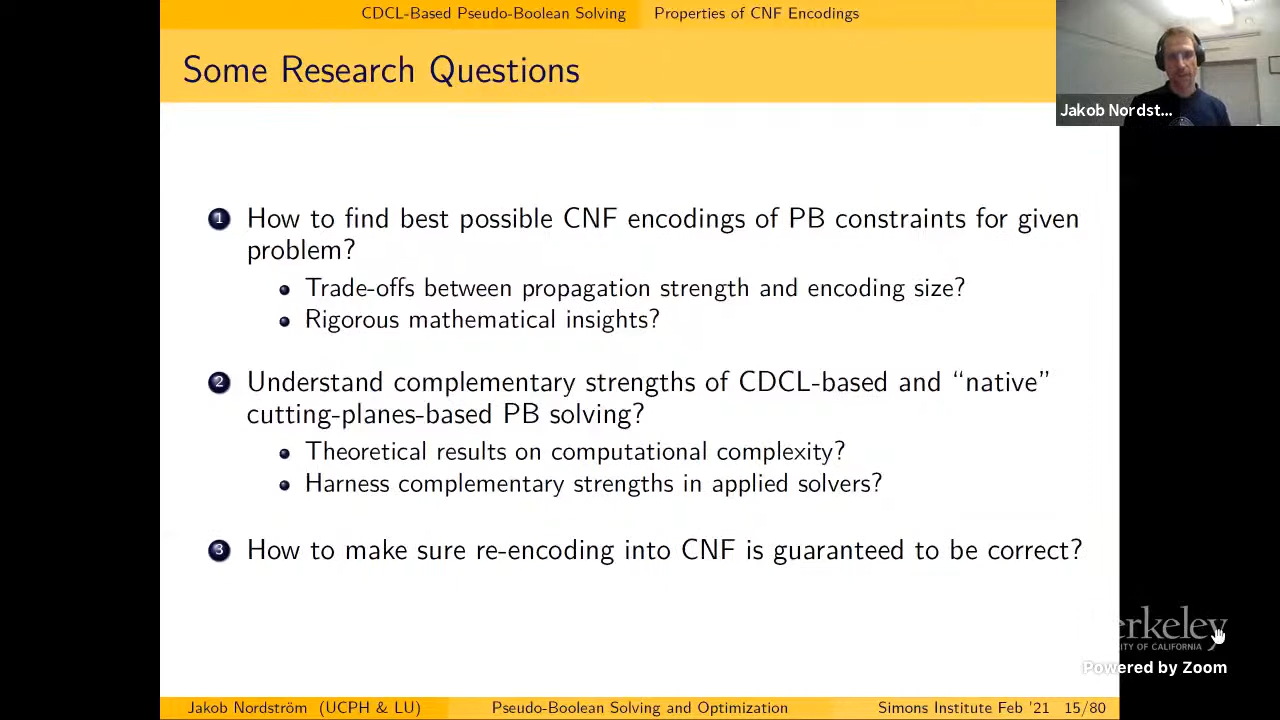 CDCL-Based Pseudo-Boolean Solving Properties of CNF Encodings
Some Research Questions
Jakob Nordst...
1 How to find best possible CNF encodings of PB constraints for given
problem?
Trade-offs between propagation strength and encoding size?
Rigorous mathematical insights?
2 Understand complementary strengths of CDCL-based and “native”
cutting-planes-based PB solving?
Theoretical results on computational complexity?
Harness complementary strengths in applied solvers?
3 How to make sure re-encoding into CNF is guaranteed to be correct?
erkeley
ITY OF CALIFORNIA
Powered by Zoom
Jakob Nordström (UCPH & LU) Pseudo-Boolean Solving and Optimization Simons Institute Feb '21 15/80